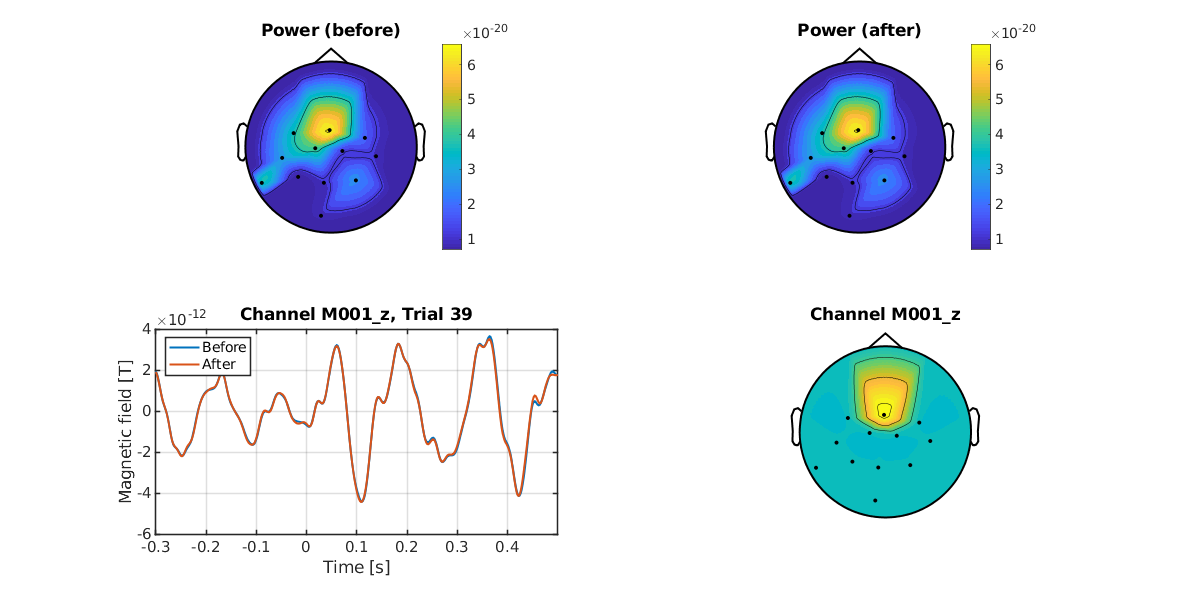 Power (before)
×10-20
6
5
4
3
2
1
Power (after)
×10-20
6
5
4
3
2
1
Channel M001_z, Trial 39
×10-12
Before
After
Magnetic field [T]
4
2
0
-2
-4
-6
-0.3 -0.2 -0.1 0 0.1 0.2 0.3 0.4
Time [s]
Channel M001_z